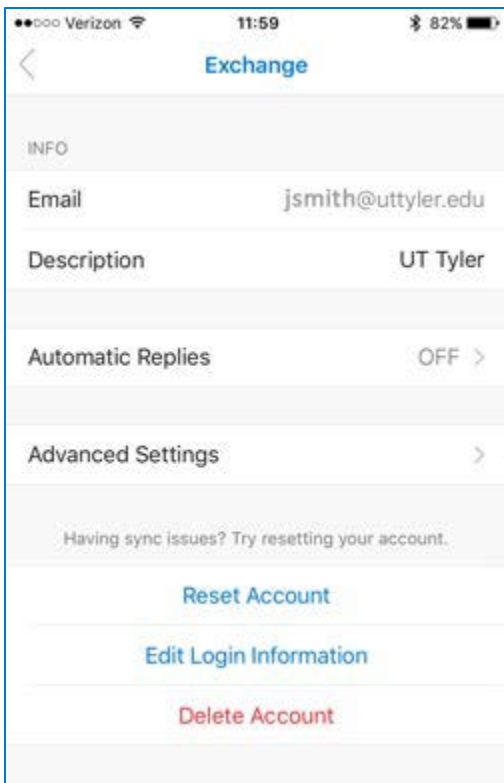 Verizon 11:59 82%
Exchange
INFO
Email jsmith@uttyler.edu
Description UT Tyler
Automatic Replies OFF >
Advanced Settings >
Having sync issues? Try resetting your account.
Reset Account
Edit Login Information
Delete Account